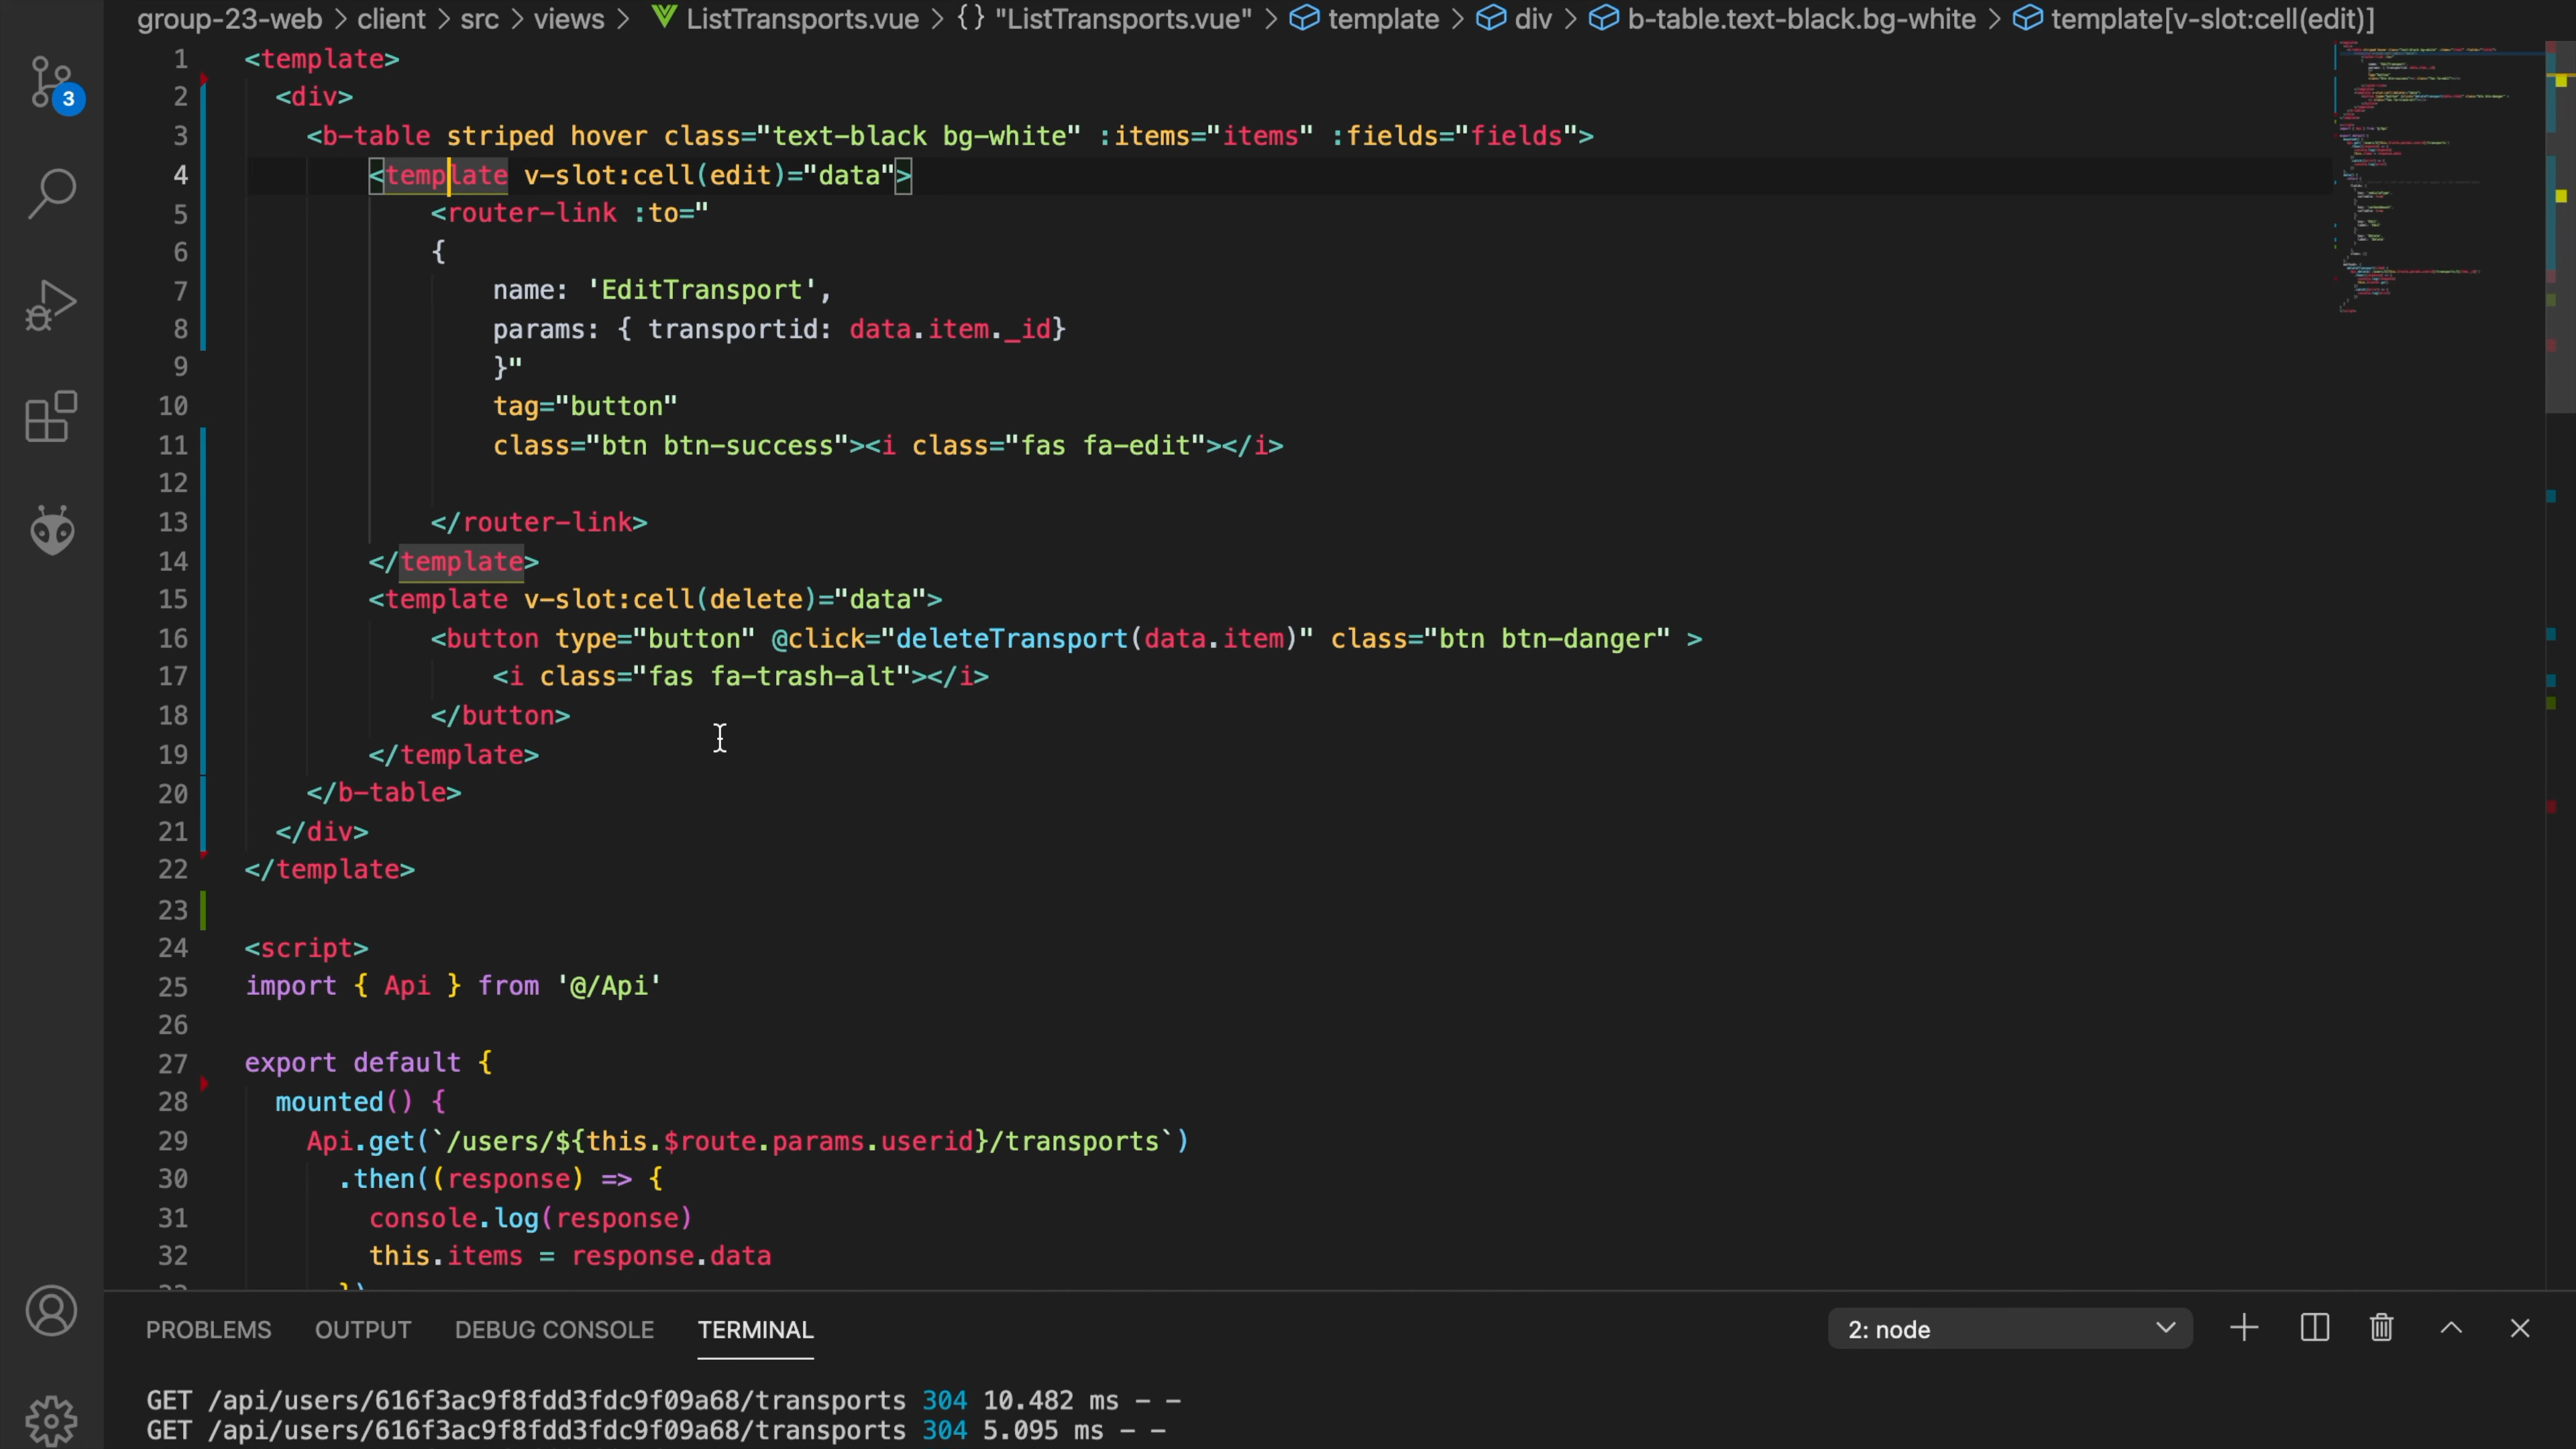 group-23-web > client > src > views > ListTransports.vue > {} "ListTransports.vue" > template > div > b-table.text-black.bg-white > template[v-slot:cell(edit)]
3
1 <template>
2 <div>
3 <b-table striped hover class="text-black bg-white" :items="items" :fields="fields">
4 <template v-slot:cell(edit)="data">
5 <router-link :to="
6 {
7 name: 'EditTransport',
8 params: { transportid: data.item._id}
9 }"
10 tag="button"
11 class="btn btn-success"><i class="fas fa-edit"></i>
12
13 </router-link>
14 </template>
15 <template v-slot:cell(delete)="data">
16 <button type="button" @click="deleteTransport(data.item)" class="btn btn-danger" >
17 <i class="fas fa-trash-alt"></i>
18 </button>
19 </template>
20 </b-table>
21 </div>
22 </template>
23
24 <script>
25 import { Api } from '@/Api'
26
27 export default {
28 mounted() {
29 Api.get(`/users/${this.$route.params.userid}/transports`)
30 .then((response) => {
31 console.log(response)
32 this.items = response.data
PROBLEMS OUTPUT DEBUG CONSOLE TERMINAL 2: node
GET /api/users/616f3ac9f8fdd3fdc9f09a68/transports 304 10.482 ms - -
GET /api/users/616f3ac9f8fdd3fdc9f09a68/transports 304 5.095 ms - -